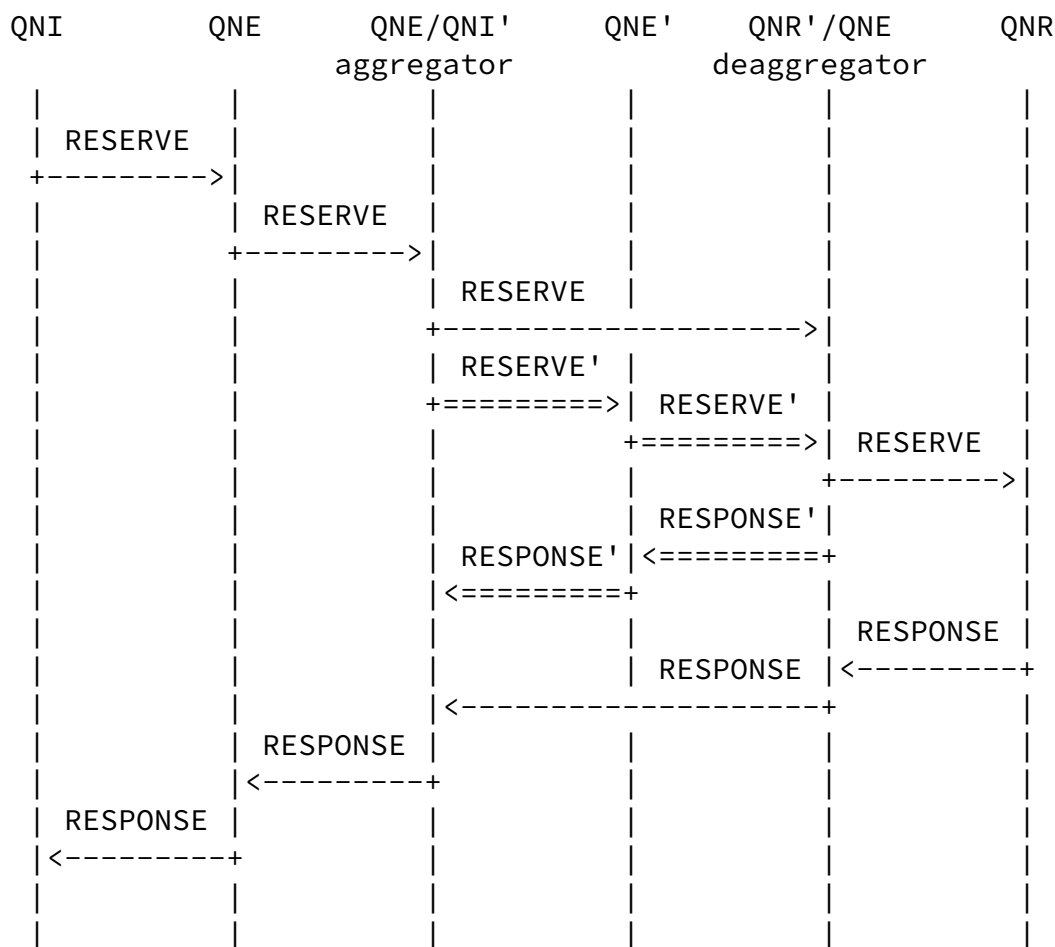 QNI QNE QNE/QNI' QNE' QNR'/QNE QNR
aggregator deaggregator
RESERVE
RESERVE
RESERVE
RESERVE'
RESERVE'
RESERVE
RESPONSE'
RESPONSE'
RESPONSE
RESPONSE
RESPONSE
RESPONSE